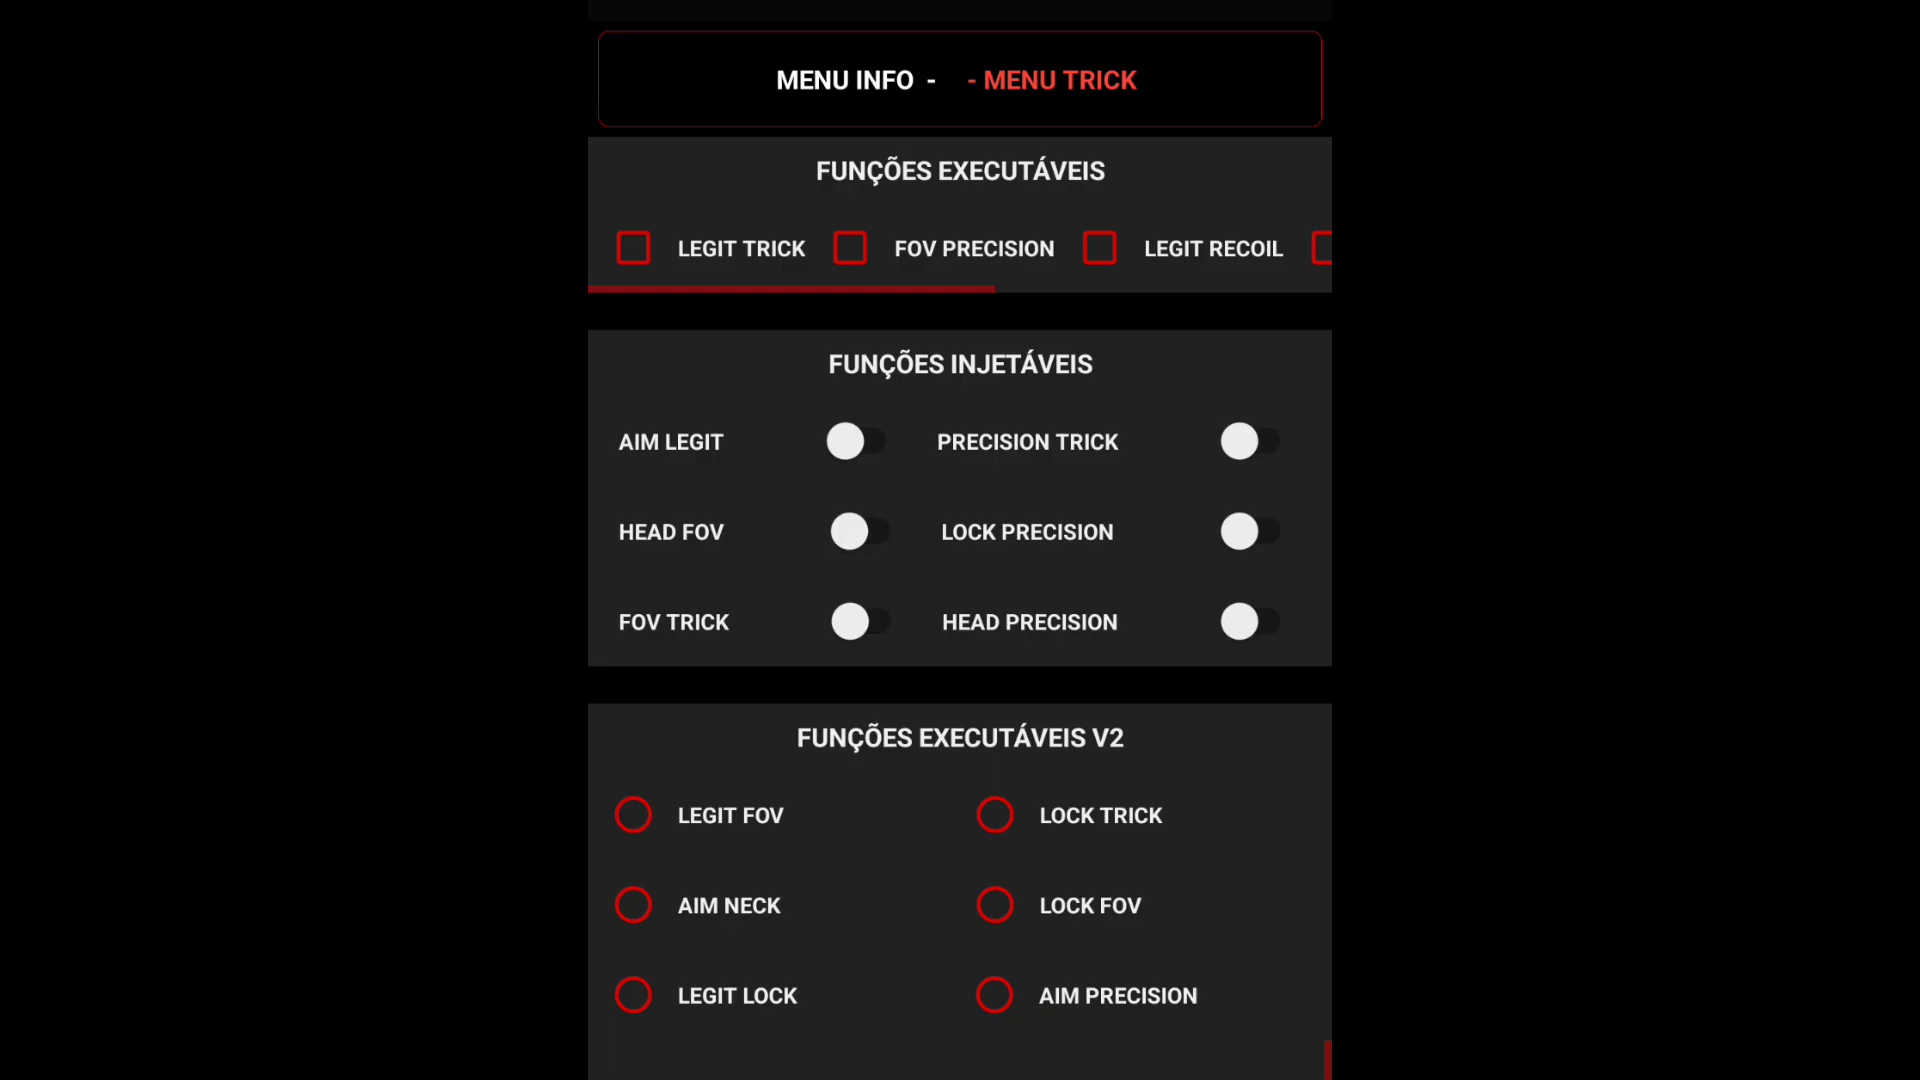 MENU INFO - - MENU TRICK
FUNÇÕES EXECUTÁVEIS
LEGIT TRICK FOV PRECISION LEGIT RECOIL
FUNÇÕES INJETÁVEIS
AIM LEGIT PRECISION TRICK
HEAD FOV LOCK PRECISION
FOV TRICK HEAD PRECISION
FUNÇÕES EXECUTÁVEIS V2
LEGIT FOV LOCK TRICK
AIM NECK LOCK FOV
LEGIT LOCK AIM PRECISION